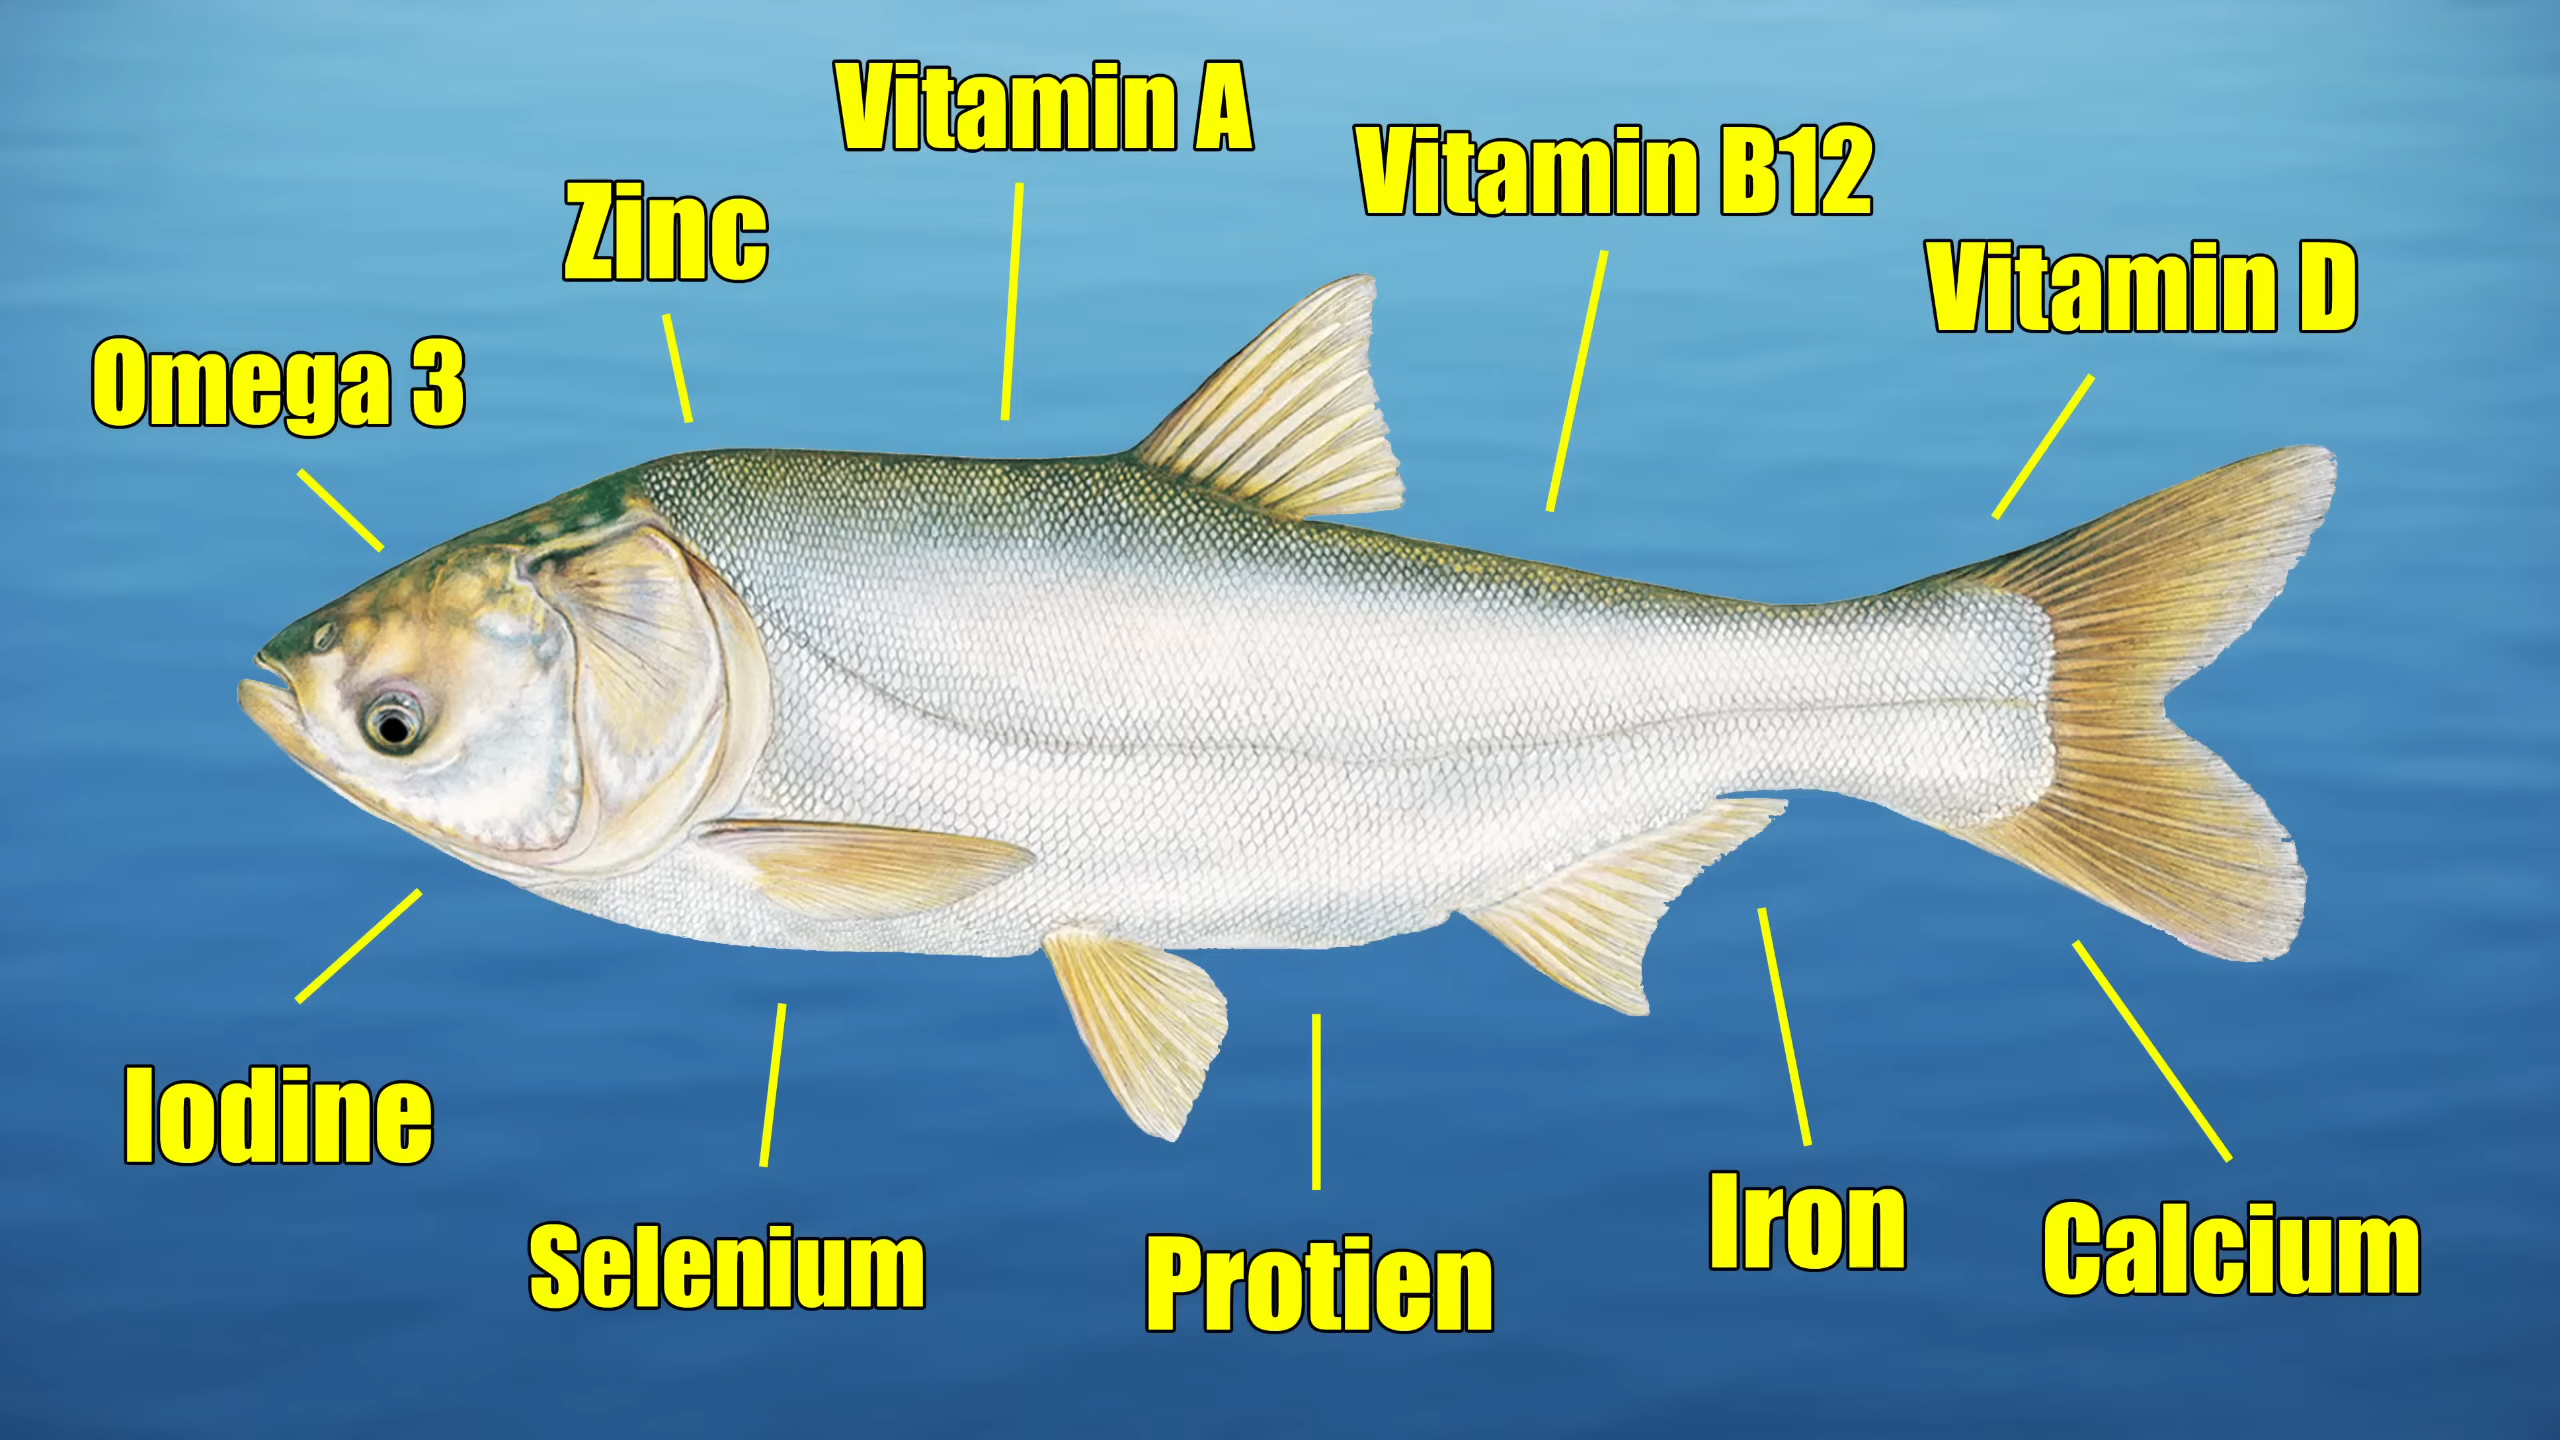 Vitamin A
Vitamin B12
Zinc
Vitamin D
Omega 3
Iodine
Selenium
Protien
Iron
Calcium